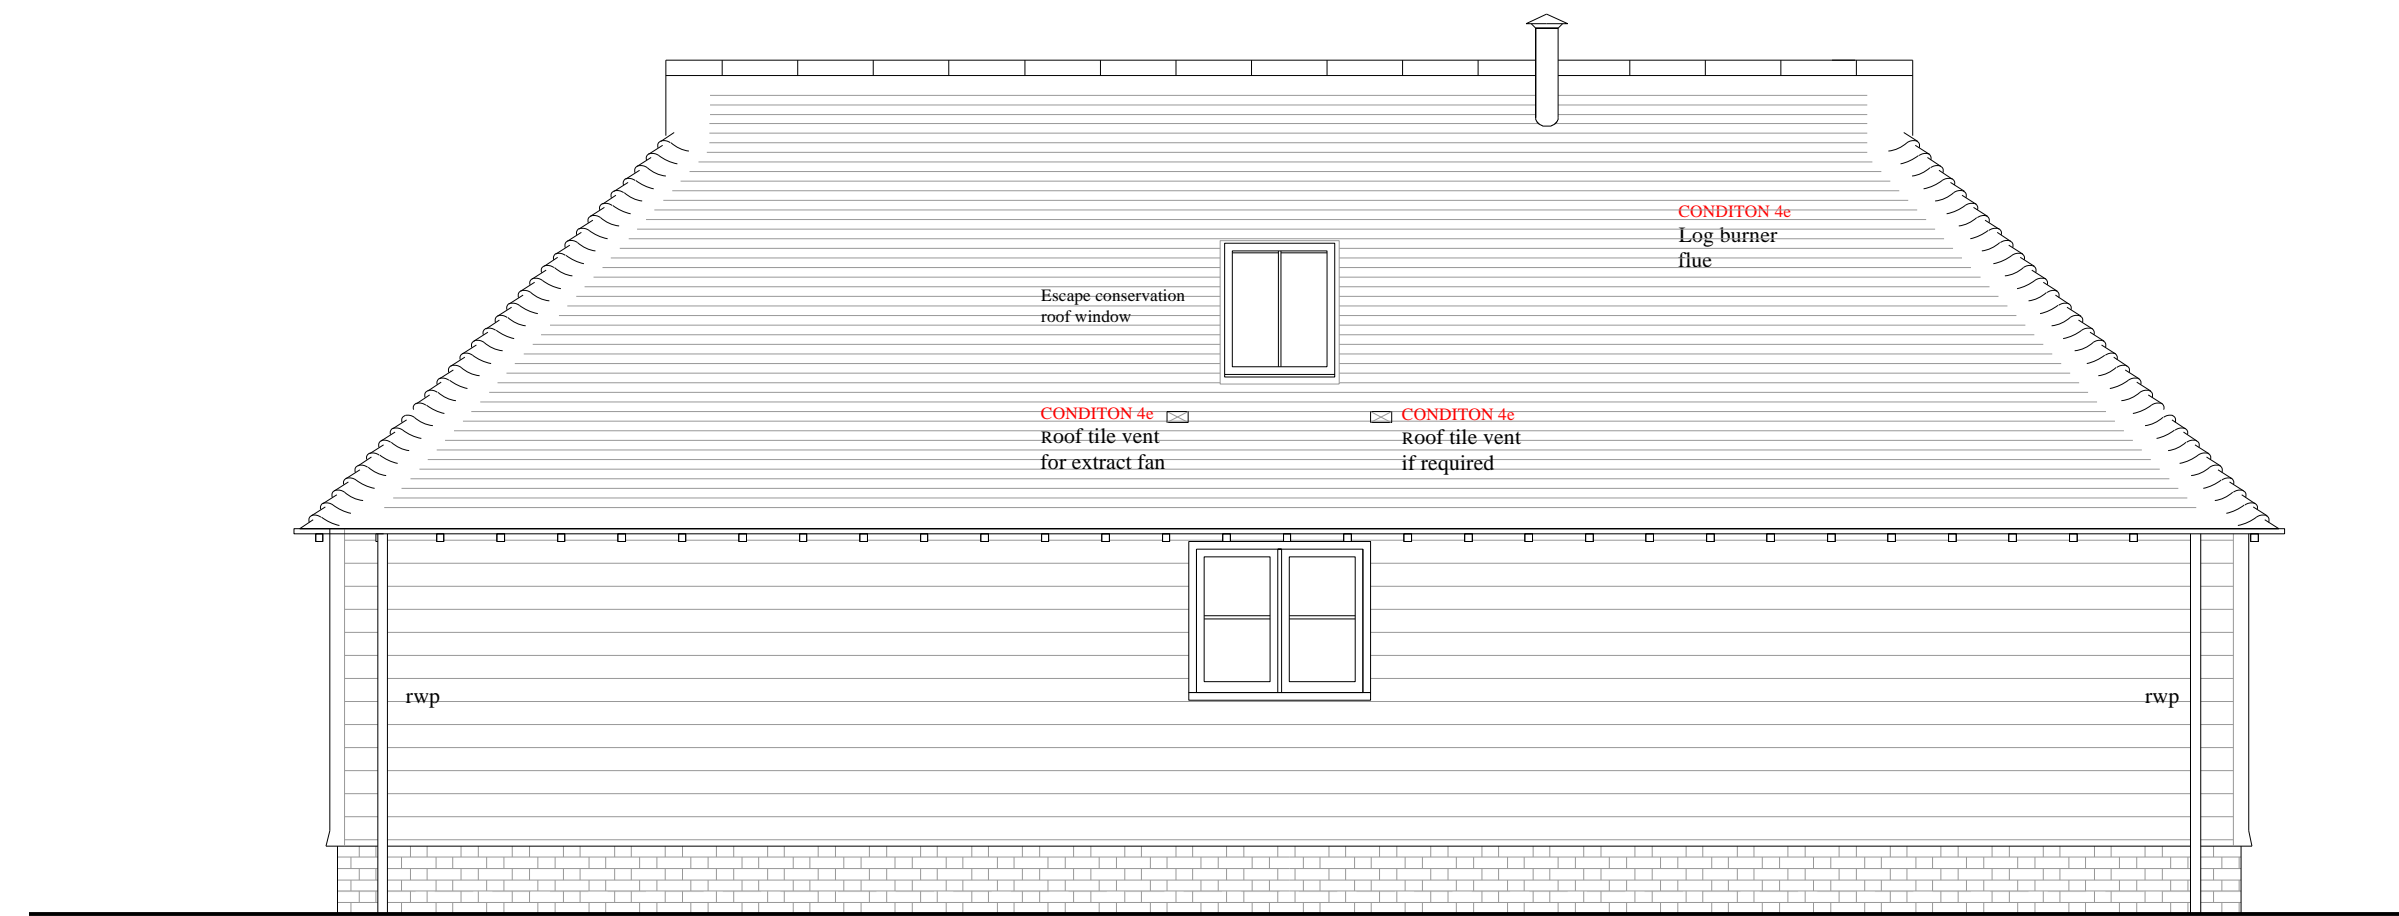 CONDITON 4e
Log burner
flue
Escape conservation
roof window
CONDITON 4e
Roof tile vent
for extract fan
CONDITON 4e
Roof tile vent
if required
rwp
rwp